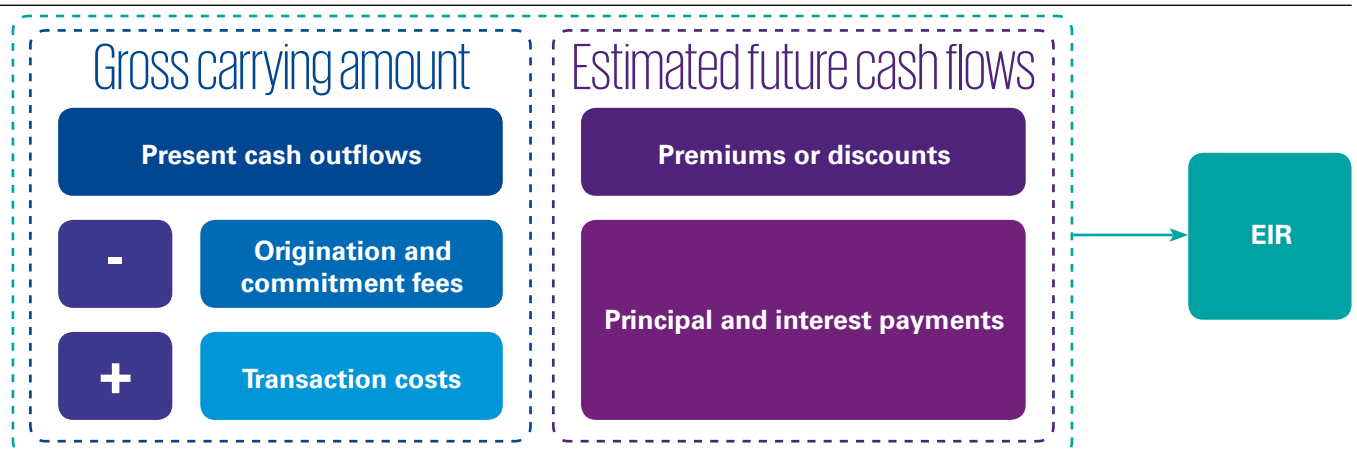 Gross carrying amount
Present cash outflows
-
Origination and
commitment fees
+
Transaction costs
Estimated future cash flows
Premiums or discounts
Principal and interest payments
EIR